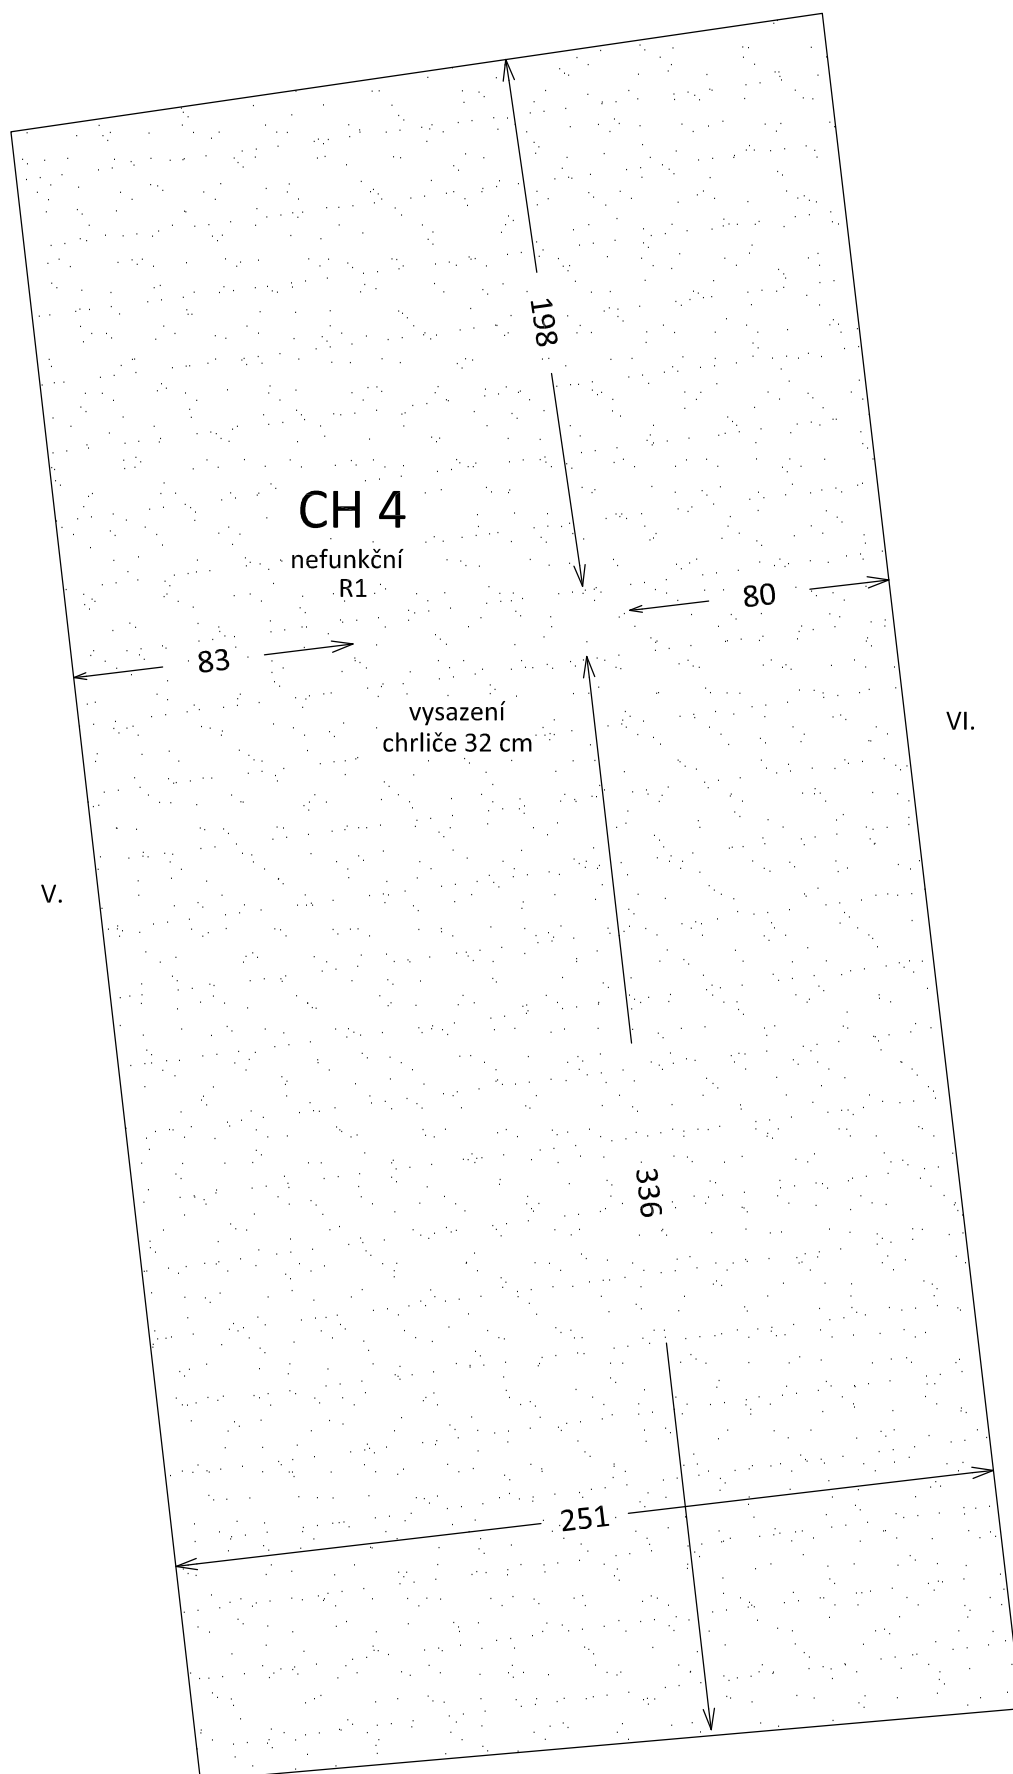 198
CH 4
nefunkční
R1
80
83
vysazení
chrliče 32 cm
VI.
V.
336
251